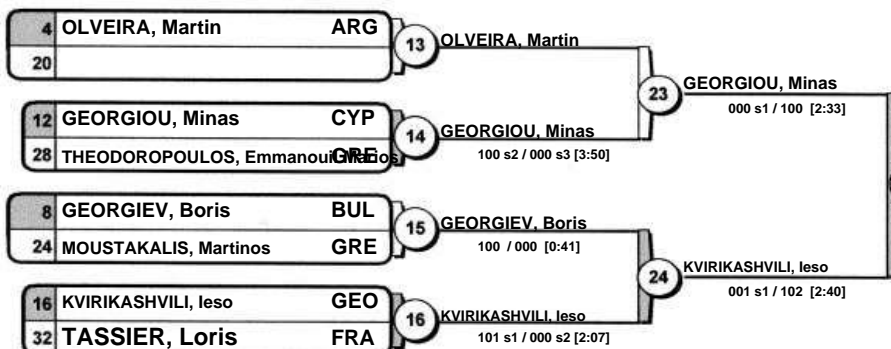 4 OLVEIRA, Martin ARG
20
13
OLVEIRA, Martin
12 GEORGIOU, Minas CYP
28 THEODOROPOULOS, Emmanouil Marios GRE
14
GEORGIOU, Minas
100 s2 / 000 s3 [3:50]
23
GEORGIOU, Minas
000 s1 / 100 [2:33]
8 GEORGIEV, Boris BUL
24 MOUSTAKALIS, Martinos GRE
15
GEORGIEV, Boris
100 / 000 [0:41]
16 KVIRIKASHVILI, Ieso GEO
32 TASSIER, Loris FRA
16
KVIRIKASHVILI, Ieso
101 s1 / 000 s2 [2:07]
24
KVIRIKASHVILI, Ieso
001 s1 / 102 [2:40]